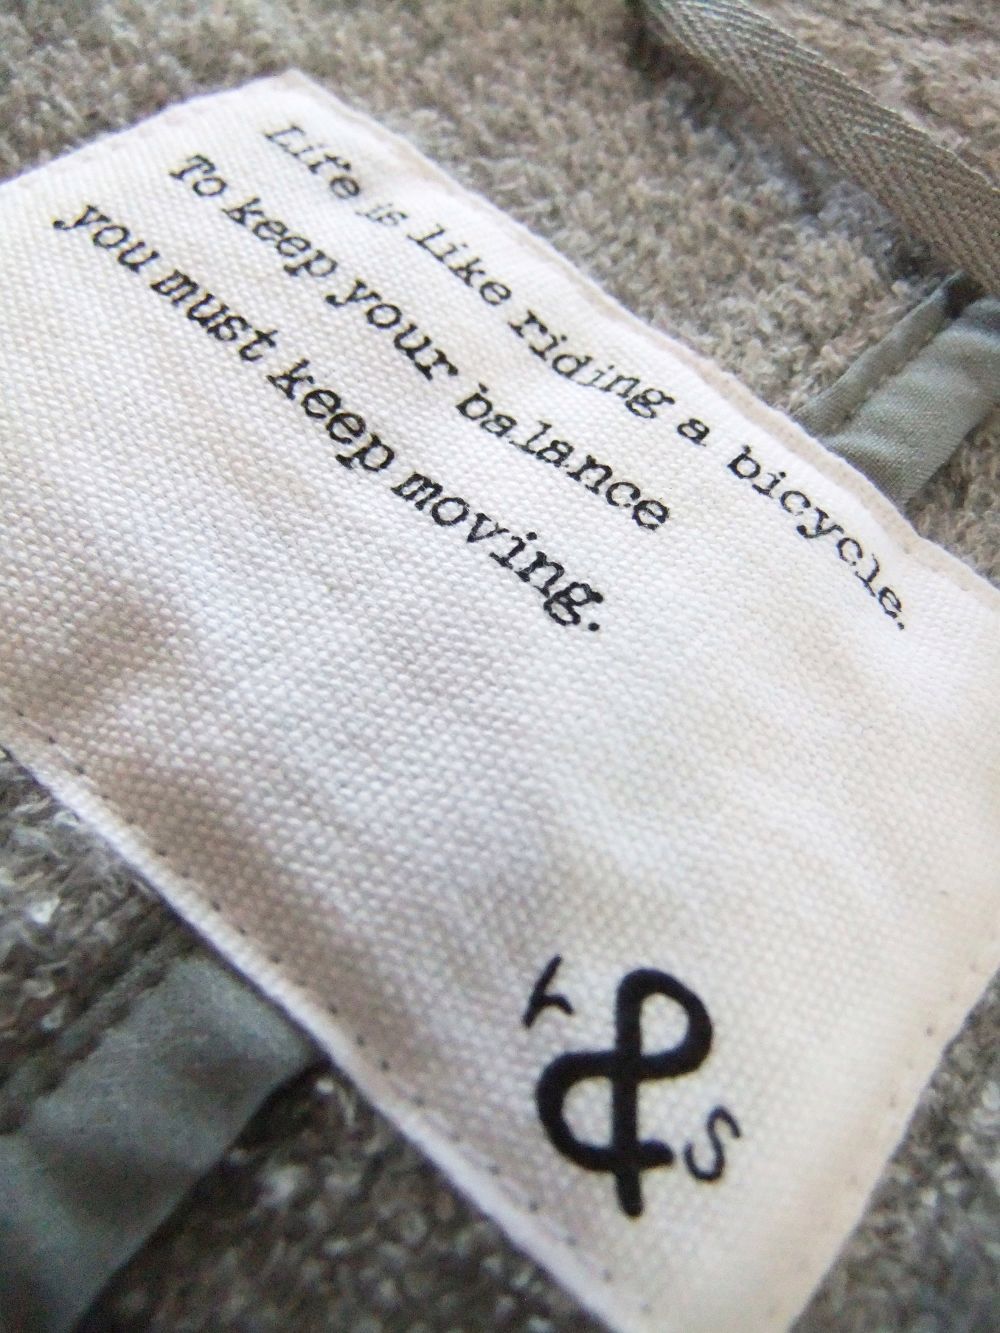 Life is like riding a bicycle.
To keep your balance
you must keep moving.
r & s